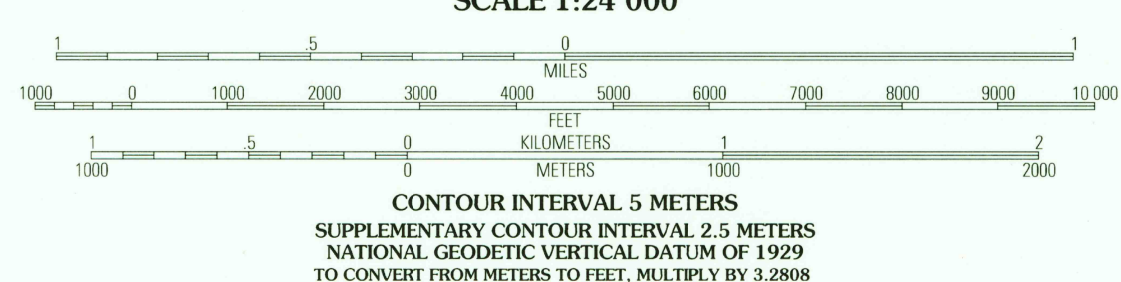 SCALE 1:24 000
1 .5 0 1
MILES
1000 0 1000 2000 3000 4000 5000 6000 7000 8000 9000 10 000
FEET
1 .5 0 KILOMETERS 1 2
1000 0 METERS 1000 2000
CONTOUR INTERVAL 5 METERS
SUPPLEMENTARY CONTOUR INTERVAL 2.5 METERS
NATIONAL GEODETIC VERTICAL DATUM OF 1929
TO CONVERT FROM METERS TO FEET, MULTIPLY BY 3.2808